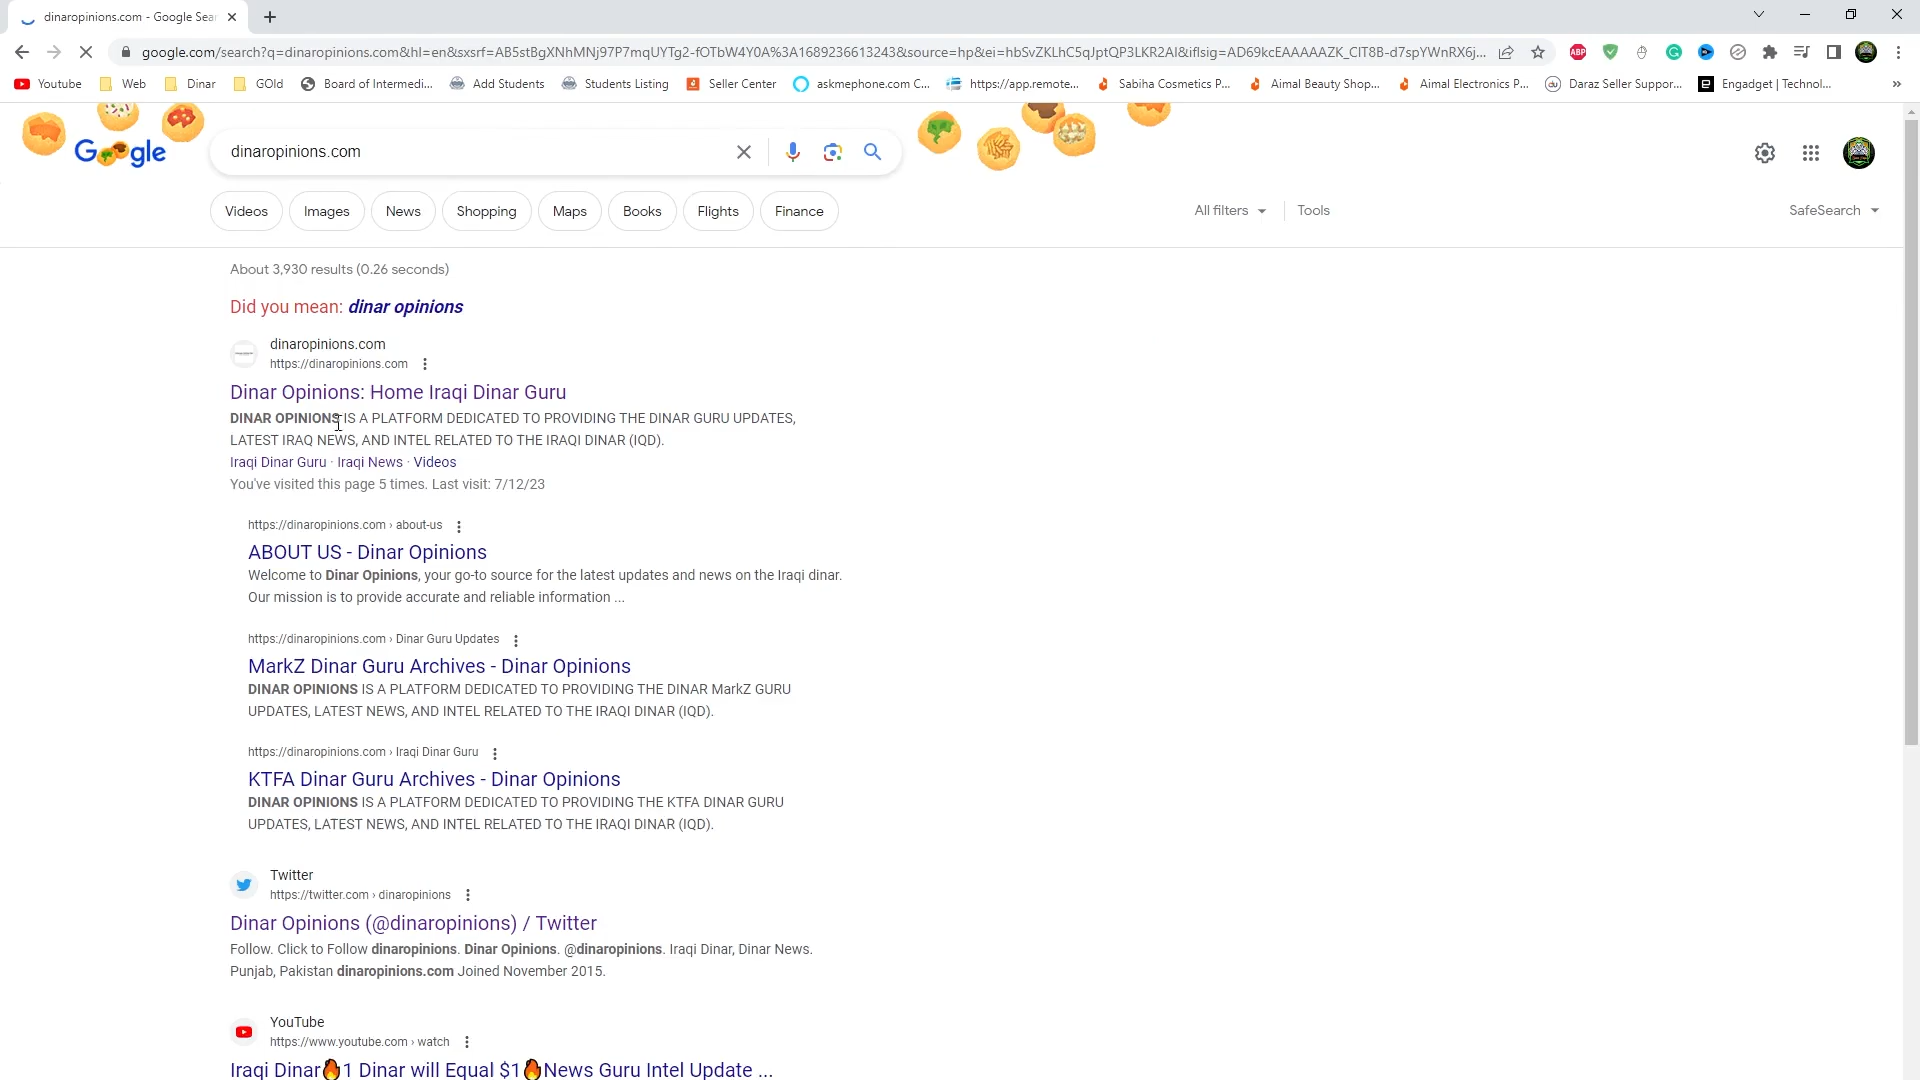 dinaropinions.com - Google Sear
google.com/search?q=dinaropinions.com&hl=en&sxsrf=AB5stBgXNhMNj97P7mqUYTg2-fOTbW4Y0A%3A1689236613243&source=hp&ei=hbSvZKLhC5qJptQP3LKR2AI&iflsig=AD69kcEAAAAAZK_CIT8B-d7spYWnRX6j...
ABP
Youtube Web Dinar GOld Board of Intermedi... Add Students Students Listing Seller Center askmephone.com C... https://app.remote... Sabiha Cosmetics P... Aimal Beauty Shop... Aimal Electronics P... Daraz Seller Suppor... Engadget | Technol... »
Google
dinaropinions.com
Videos Images News Shopping Maps Books Flights Finance All filters Tools SafeSearch
About 3,930 results (0.26 seconds)
Did you mean: dinar opinions
dinaropinions.com
https://dinaropinions.com
Dinar Opinions: Home Iraqi Dinar Guru
DINAR OPINIONS IS A PLATFORM DEDICATED TO PROVIDING THE DINAR GURU UPDATES,
LATEST IRAQ NEWS, AND INTEL RELATED TO THE IRAQI DINAR (IQD).
Iraqi Dinar Guru · Iraqi News · Videos
You've visited this page 5 times. Last visit: 7/12/23
https://dinaropinions.com › about-us
ABOUT US - Dinar Opinions
Welcome to Dinar Opinions, your go-to source for the latest updates and news on the Iraqi dinar.
Our mission is to provide accurate and reliable information ...
https://dinaropinions.com › Dinar Guru Updates
MarkZ Dinar Guru Archives - Dinar Opinions
DINAR OPINIONS IS A PLATFORM DEDICATED TO PROVIDING THE DINAR MarkZ GURU
UPDATES, LATEST NEWS, AND INTEL RELATED TO THE IRAQI DINAR (IQD).
https://dinaropinions.com › Iraqi Dinar Guru
KTFA Dinar Guru Archives - Dinar Opinions
DINAR OPINIONS IS A PLATFORM DEDICATED TO PROVIDING THE KTFA DINAR GURU
UPDATES, LATEST NEWS, AND INTEL RELATED TO THE IRAQI DINAR (IQD).
Twitter
https://twitter.com › dinaropinions
Dinar Opinions (@dinaropinions) / Twitter
Follow. Click to Follow dinaropinions. Dinar Opinions. @dinaropinions. Iraqi Dinar, Dinar News.
Punjab, Pakistan dinaropinions.com Joined November 2015.
YouTube
https://www.youtube.com › watch
Iraqi Dinar🔥1 Dinar will Equal $1🔥News Guru Intel Update ...